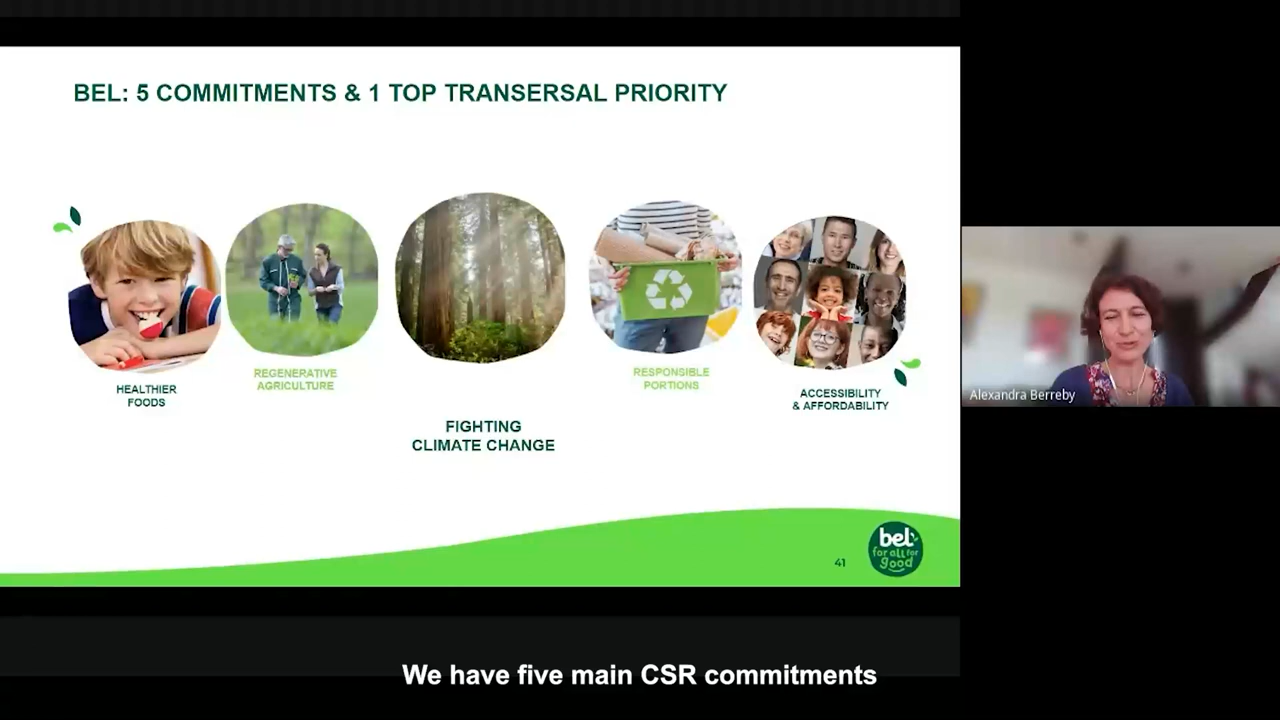 BEL: 5 COMMITMENTS & 1 TOP TRANSERSAL PRIORITY
HEALTHIER
FOODS
REGENERATIVE
AGRICULTURE
FIGHTING
CLIMATE CHANGE
RESPONSIBLE
PORTIONS
ACCESSIBILITY
& AFFORDABILITY
41
bel
for all for
good
Alexandra Berreby
We have five main CSR commitments